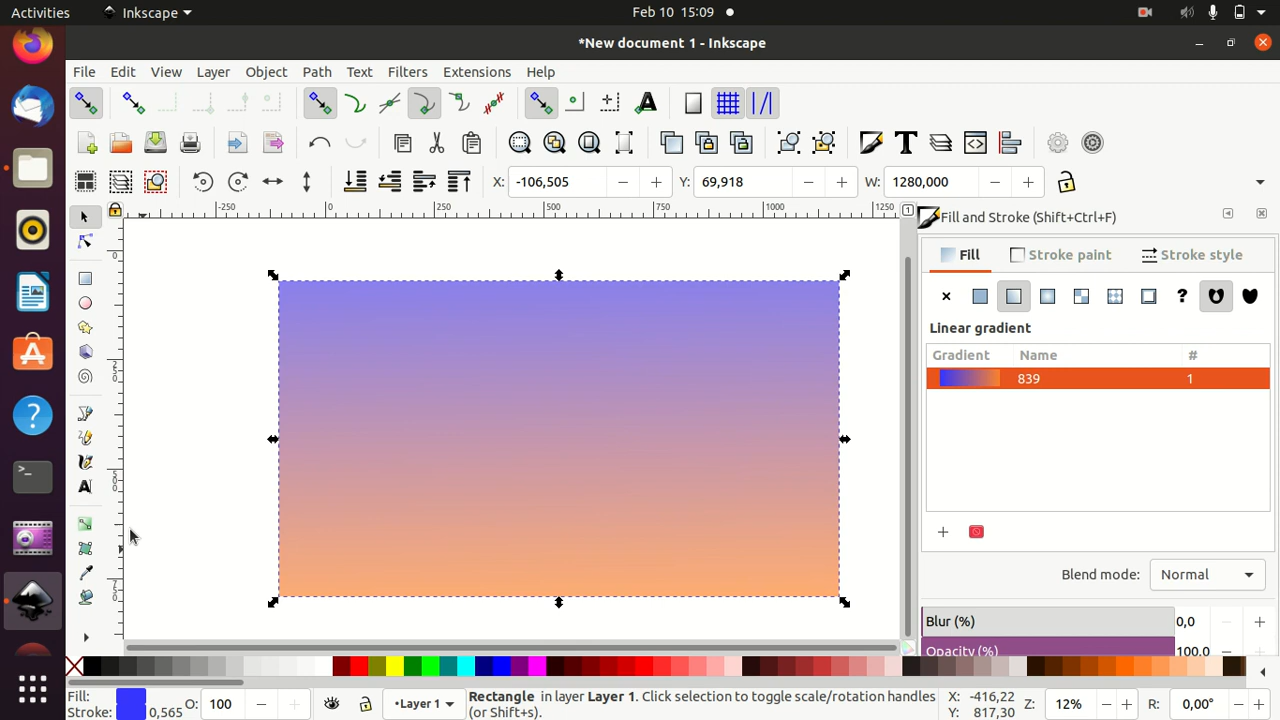 Activities Inkscape Feb 10 15:09
*New document 1 - Inkscape
File Edit View Layer Object Path Text Filters Extensions Help
X: -106,505 Y: 69,918 W: 1280,000
-250 0 250 500 750 1000 1250 1
Fill and Stroke (Shift+Ctrl+F)
Fill Stroke paint Stroke style
Linear gradient
Gradient Name #
839 1
Blend mode: Normal
Blur (%) 0,0
Opacity (%) 100,0
Fill:
Stroke: 0,565 O: 100 •Layer 1 Rectangle in layer Layer 1. Click selection to toggle scale/rotation handles
(or Shift+s).
X: -416,22
Y: 817,30
Z: 12% R: 0,00°